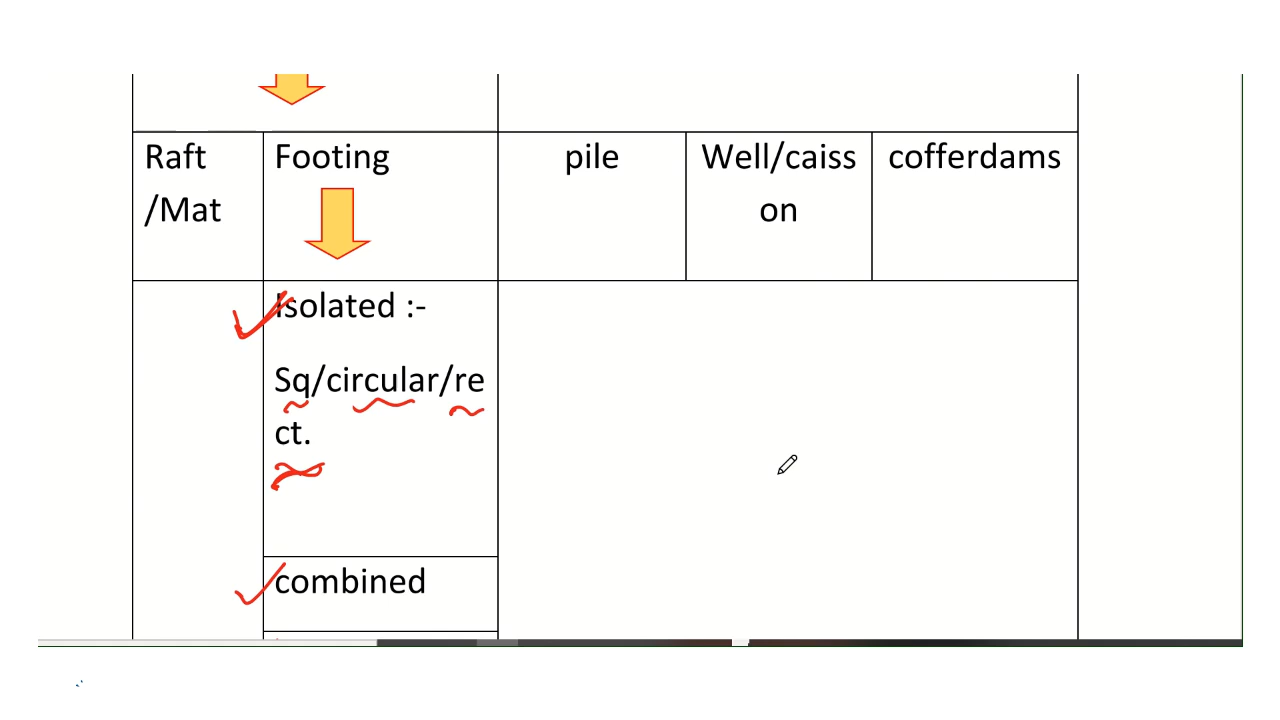 Raft
/Mat
Footing
pile
Well/caiss
on
cofferdams
Isolated :-
Sq/circular/re
ct.
combined